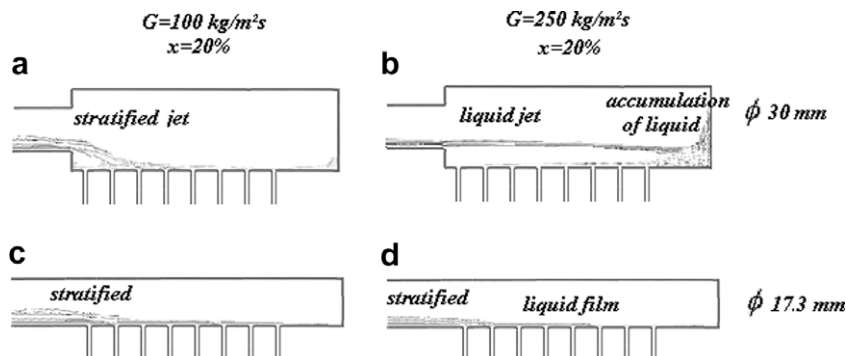 G=100 kg/m²s
x=20%
G=250 kg/m²s
x=20%
a
stratified jet
b
liquid jet
accumulation
of liquid
ϕ 30 mm
c
stratified
d
stratified
liquid film
ϕ 17.3 mm